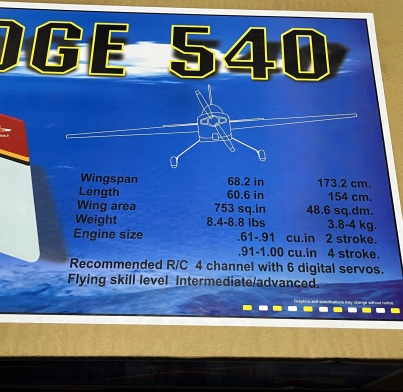 DGE 540
Wingspan 68.2 in 173.2 cm.
Length 60.6 in 154 cm.
Wing area 753 sq.in 48.6 sq.dm.
Weight 8.4-8.8 lbs 3.8-4 kg.
Engine size .61-.91 cu.in 2 stroke.
.91-1.00 cu.in 4 stroke.
Recommended R/C 4 channel with 6 digital servos.
Flying skill level Intermediate/advanced.
Graphics and specifications may change without notice.